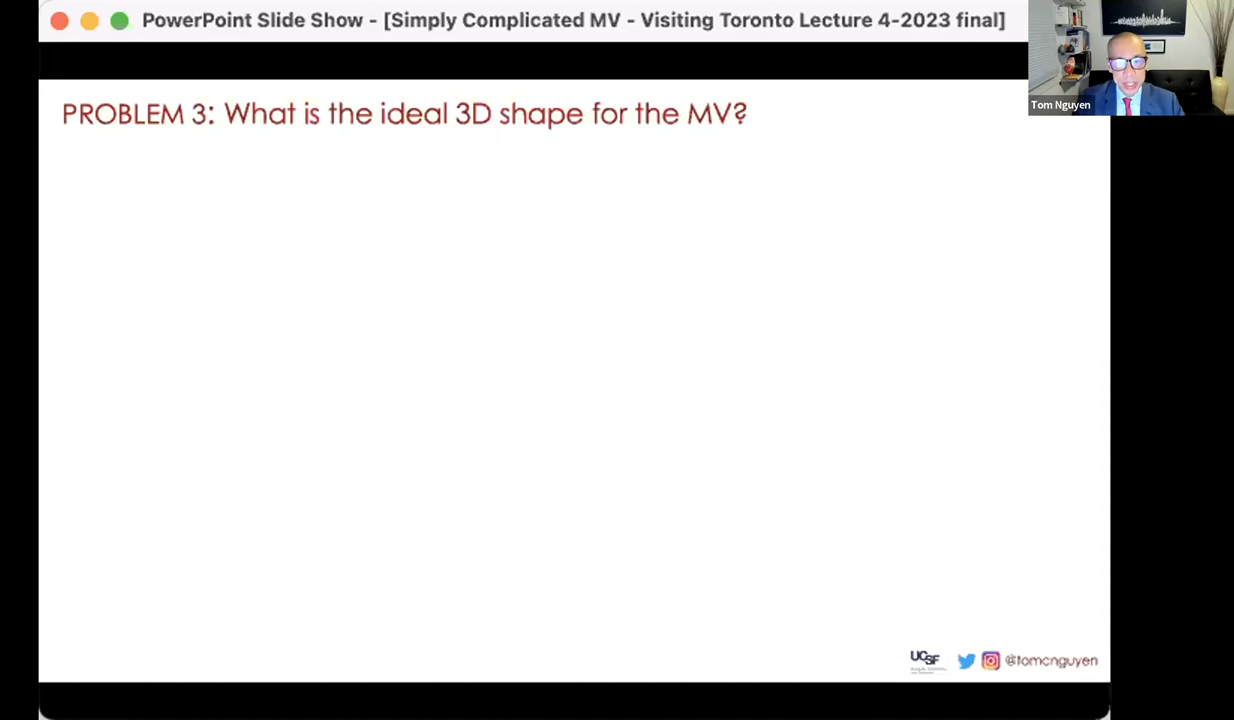 PowerPoint Slide Show - [Simply Complicated MV - Visiting Toronto Lecture 4-2023 final]
Tom Nguyen
PROBLEM 3: What is the ideal 3D shape for the MV?
UCSF
@tomcnguyen